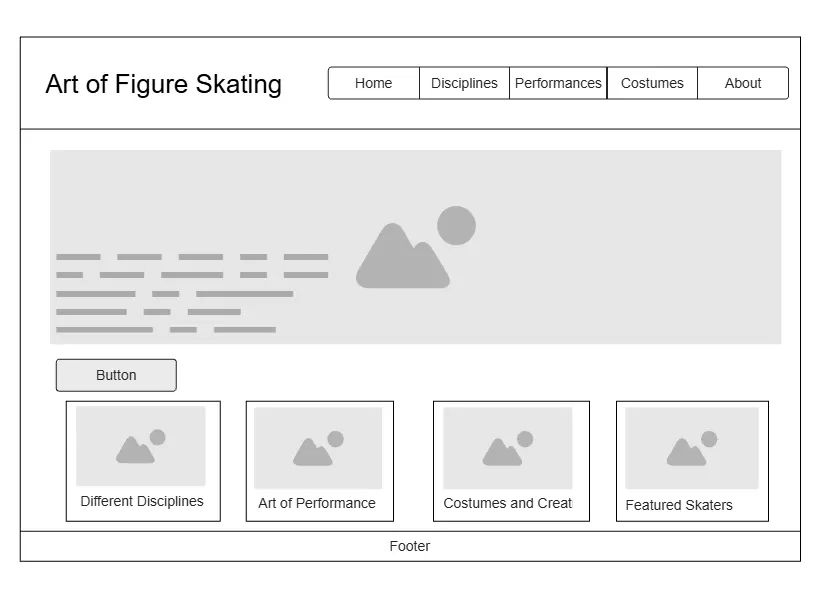 Art of Figure Skating
Home
Disciplines
Performances
Costumes
About
Button
Different Disciplines
Art of Performance
Costumes and Creat
Featured Skaters
Footer